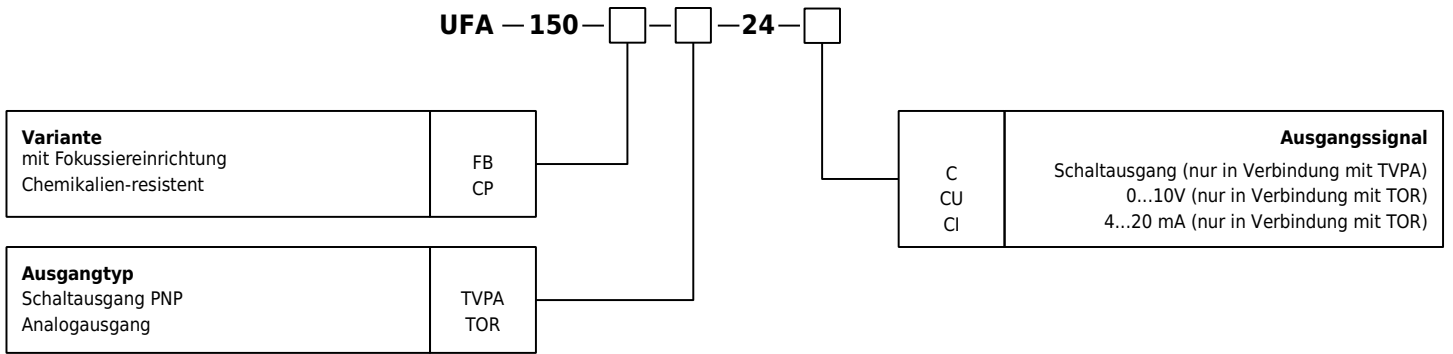 UFA — 150 — — — 24 —
Variante
mit Fokussiereinrichtung FB
Chemikalien-resistent CP
Ausgangtyp
Schaltausgang PNP TVPA
Analogausgang TOR
Ausgangssignal
C Schaltausgang (nur in Verbindung mit TVPA)
CU 0...10V (nur in Verbindung mit TOR)
CI 4...20 mA (nur in Verbindung mit TOR)